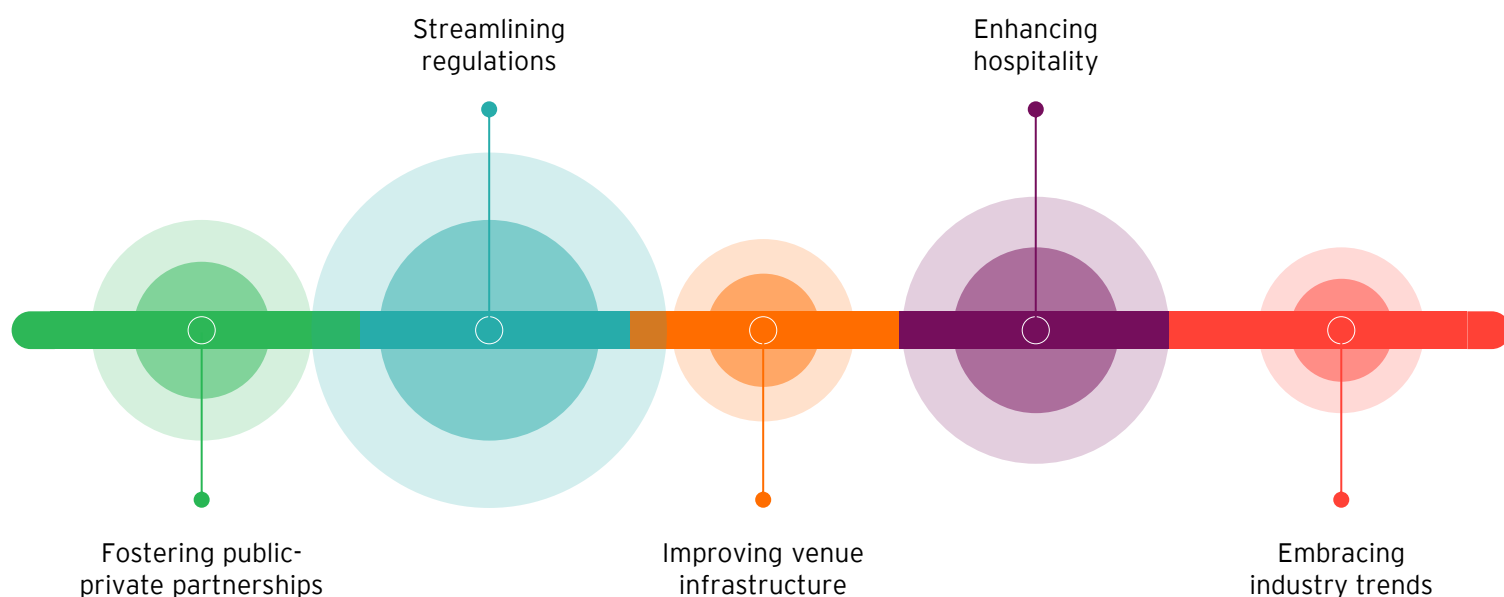 Streamlining
regulations
Enhancing
hospitality
Fostering public-
private partnerships
Improving venue
infrastructure
Embracing
industry trends